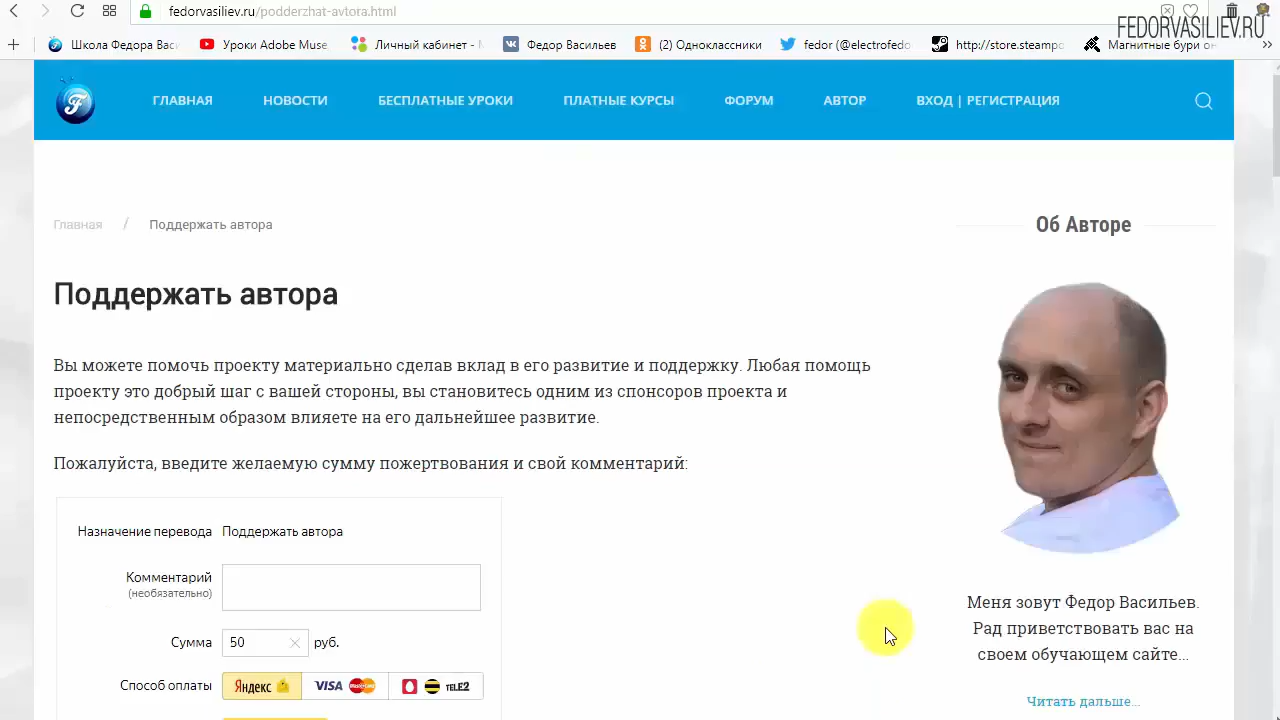 fedorvasiliev.ru/podderzhat-avtora.html
FEDORVASILIEV.RU
Школа Федора Васи
Уроки Adobe Muse
Личный кабинет - М
Федор Васильев
(2) Одноклассники
fedor (@electrofedo
http://store.steampo
Магнитные бури он
ГЛАВНАЯ
НОВОСТИ
БЕСПЛАТНЫЕ УРОКИ
ПЛАТНЫЕ КУРСЫ
ФОРУМ
АВТОР
ВХОД | РЕГИСТРАЦИЯ
Главная / Поддержать автора
Об Авторе
Поддержать автора
Вы можете помочь проекту материально сделав вклад в его развитие и поддержку. Любая помощь
проекту это добрый шаг с вашей стороны, вы становитесь одним из спонсоров проекта и
непосредственным образом влияете на его дальнейшее развитие.
Пожалуйста, введите желаемую сумму пожертвования и свой комментарий:
Назначение перевода Поддержать автора
Комментарий
(необязательно)
Сумма 50 руб.
Способ оплаты Яндекс VISA MasterCard TELE2
Меня зовут Федор Васильев.
Рад приветствовать вас на
своем обучающем сайте...
Читать дальше...